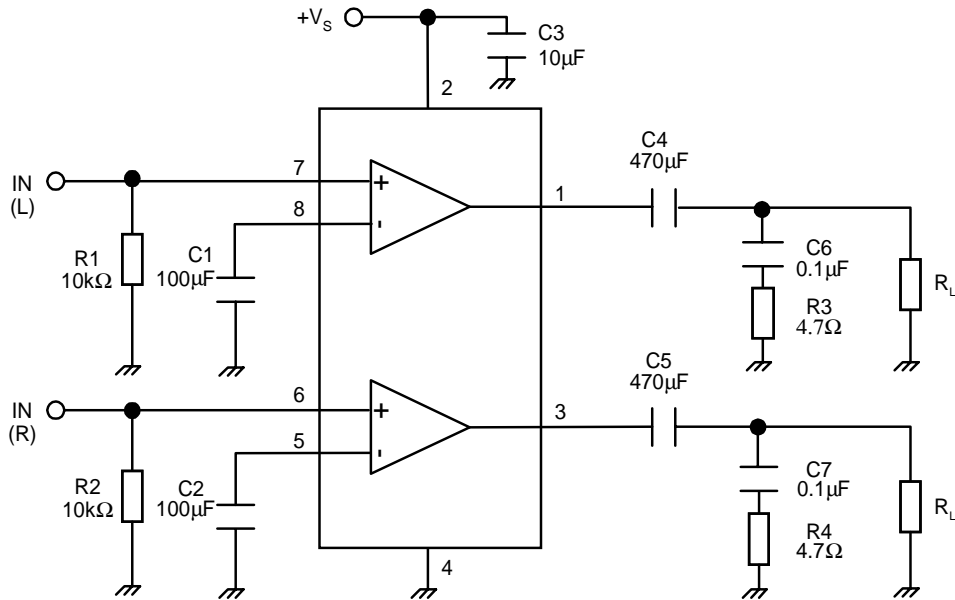 +VS
C3
10µF
2
C4
470µF
IN
(L)
7
+
8
-
1
R1
10kΩ
C1
100µF
C6
0.1µF
R3
4.7Ω
RL
C5
470µF
IN
(R)
6
+
5
-
3
R2
10kΩ
C2
100µF
C7
0.1µF
R4
4.7Ω
RL
4